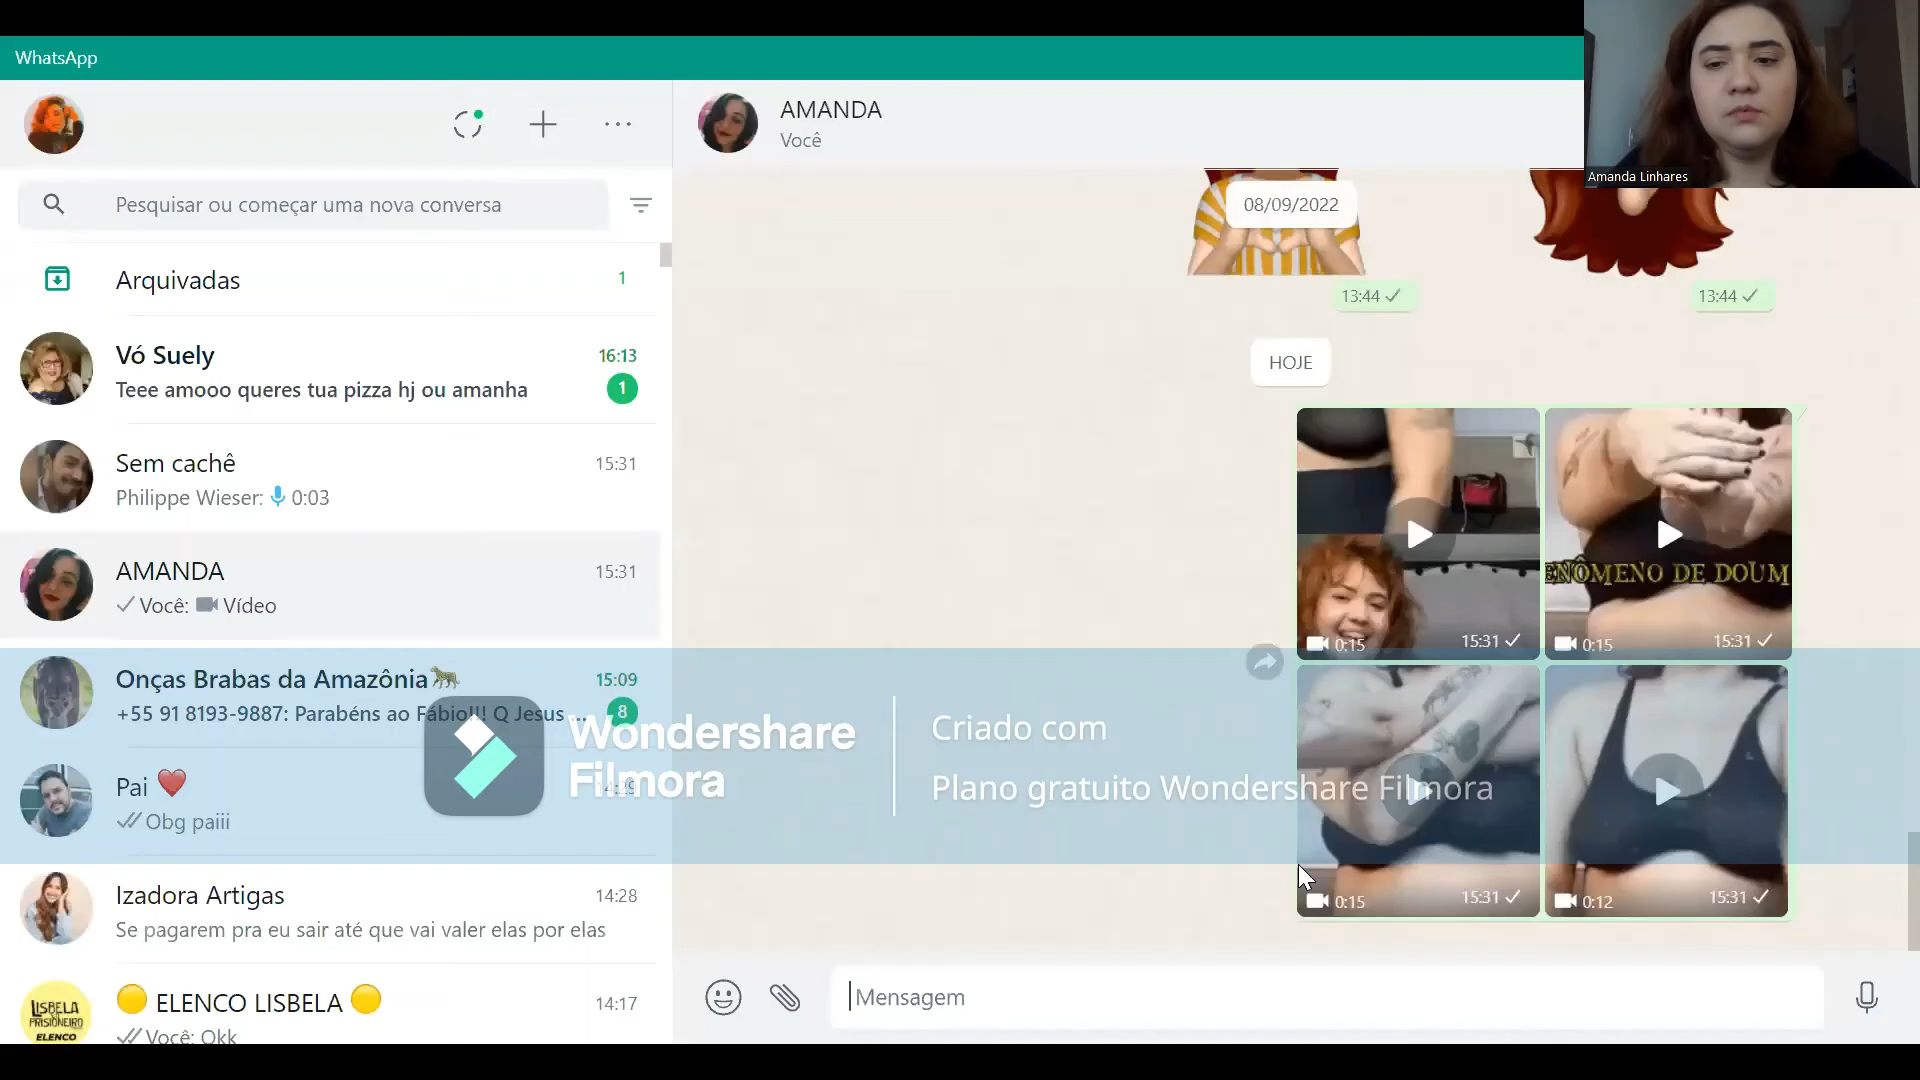 WhatsApp
AMANDA
Você
Amanda Linhares
Pesquisar ou começar uma nova conversa
08/09/2022
13:44
13:44
Arquivadas
1
HOJE
Vó Suely
16:13
Teee amooo queres tua pizza hj ou amanha
1
Sem cachê
15:31
Philippe Wieser: 0:03
AMANDA
15:31
Você: Vídeo
ENÔMENO DE DOUM
0:15
15:31
0:15
15:31
Onças Brabas da Amazônia
15:09
+55 91 8193-9887: Parabéns ao Fábio!!! Q Jesus ...
8
Wondershare
Filmora
Criado com
Plano gratuito Wondershare Filmora
Pai
14:29
Obg paiii
0:15
15:31
0:12
15:31
Izadora Artigas
14:28
Se pagarem pra eu sair até que vai valer elas por elas
LISBELA
PRISIONEIRO
ELENCO
ELENCO LISBELA
14:17
Você: Okk
Mensagem